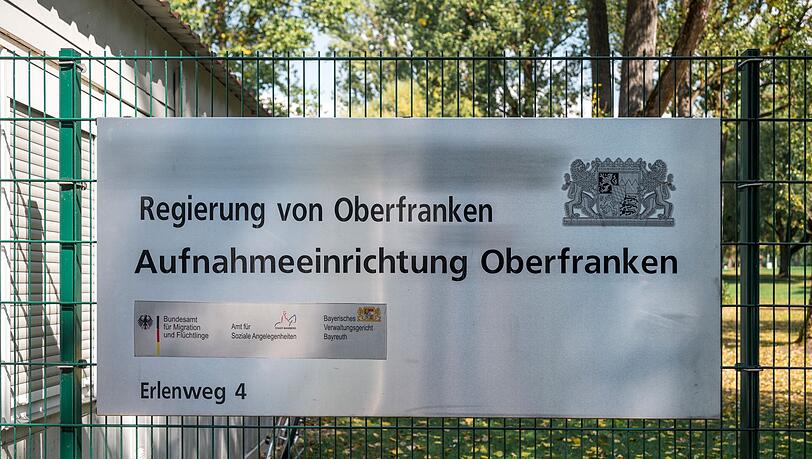 Regierung von Oberfranken
Aufnahmeeinrichtung Oberfranken
Bundesamt
für Migration
und Flüchtlinge
Amt für
Soziale Angelegenheiten
Bayerisches
Verwaltungsgericht
Bayreuth
Erlenweg 4